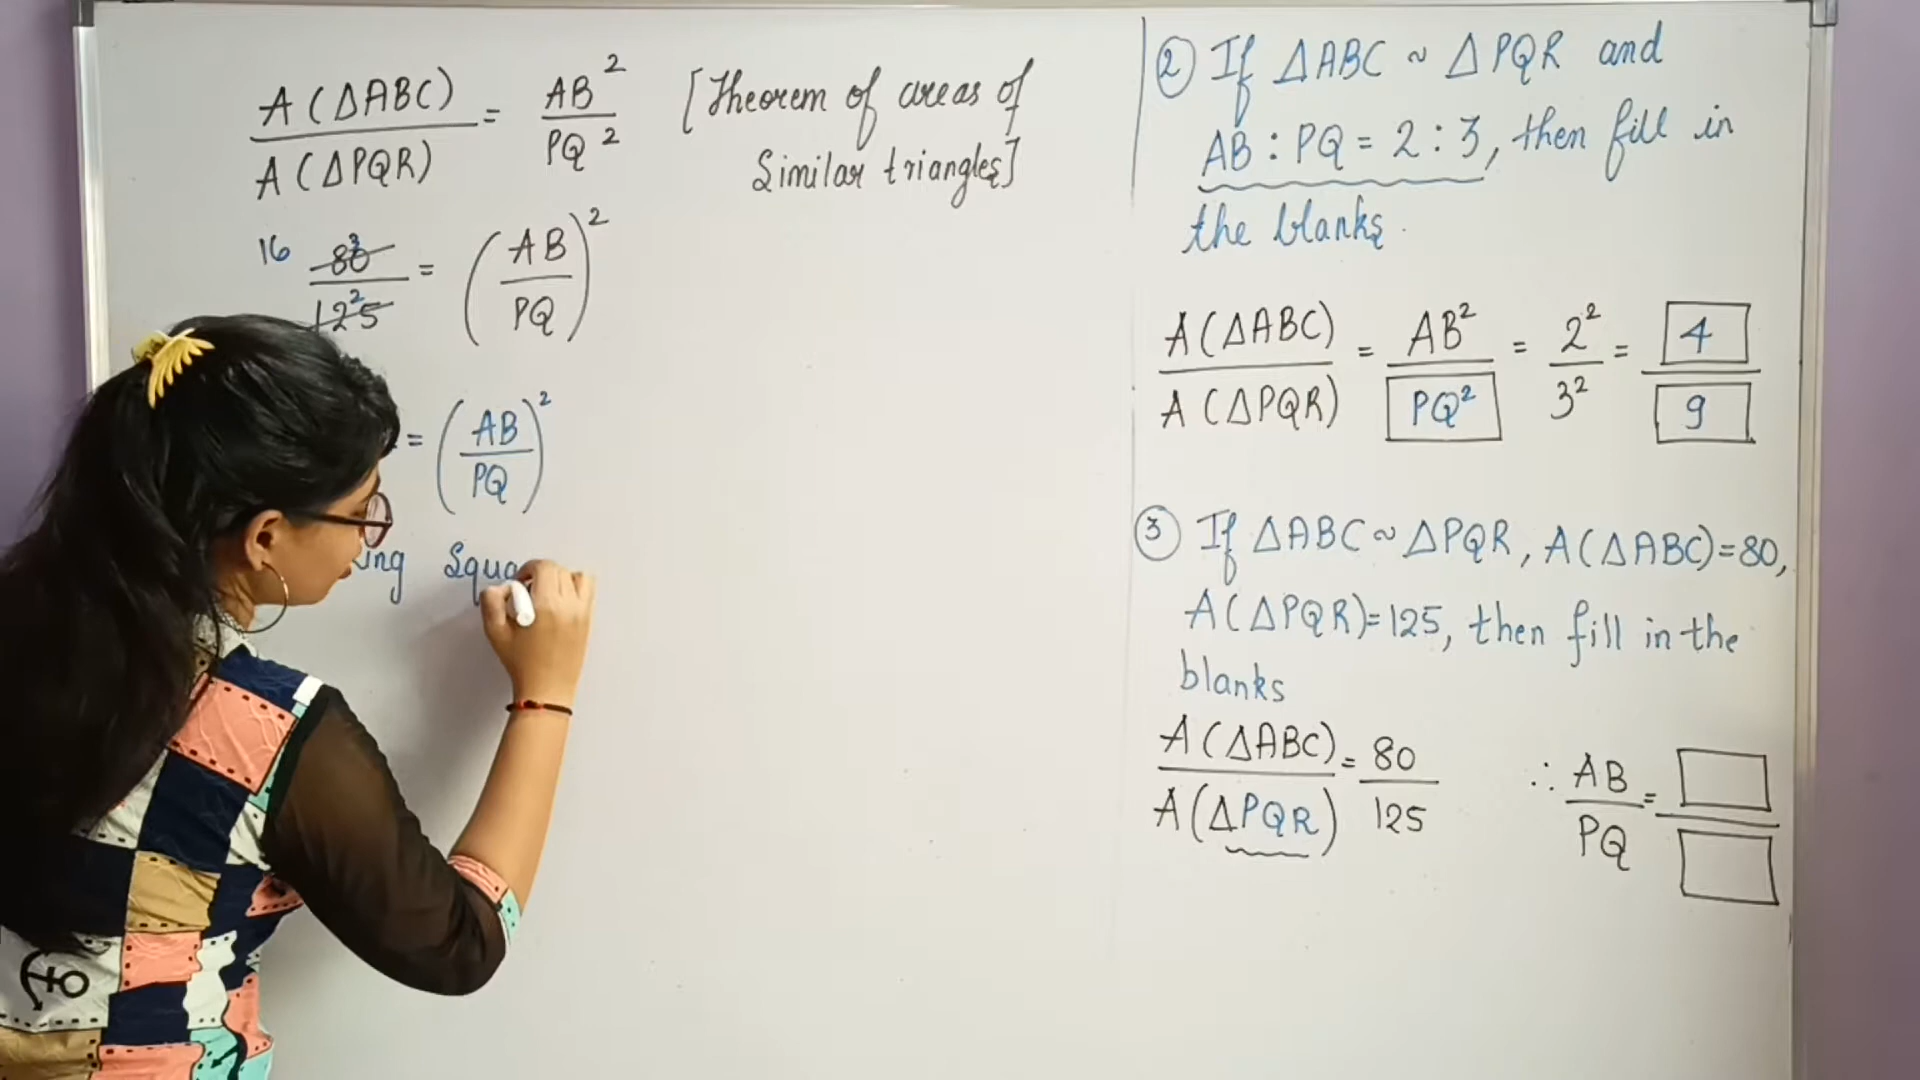 A(ΔABC) / A(ΔPQR) = AB² / PQ² [Theorem of areas of
Similar triangles]
16 80 / 125 = (AB / PQ)²
= (AB / PQ)²
Squa
② If ΔABC ~ ΔPQR and
AB : PQ = 2 : 3, then fill in
the blanks.
A(ΔABC) / A(ΔPQR) = AB² / PQ² = 2² / 3² = 4 / 9
③ If ΔABC ~ ΔPQR, A(ΔABC)=80,
A(ΔPQR)=125, then fill in the
blanks
A(ΔABC) / A(ΔPQR) = 80 / 125 ∴ AB / PQ =